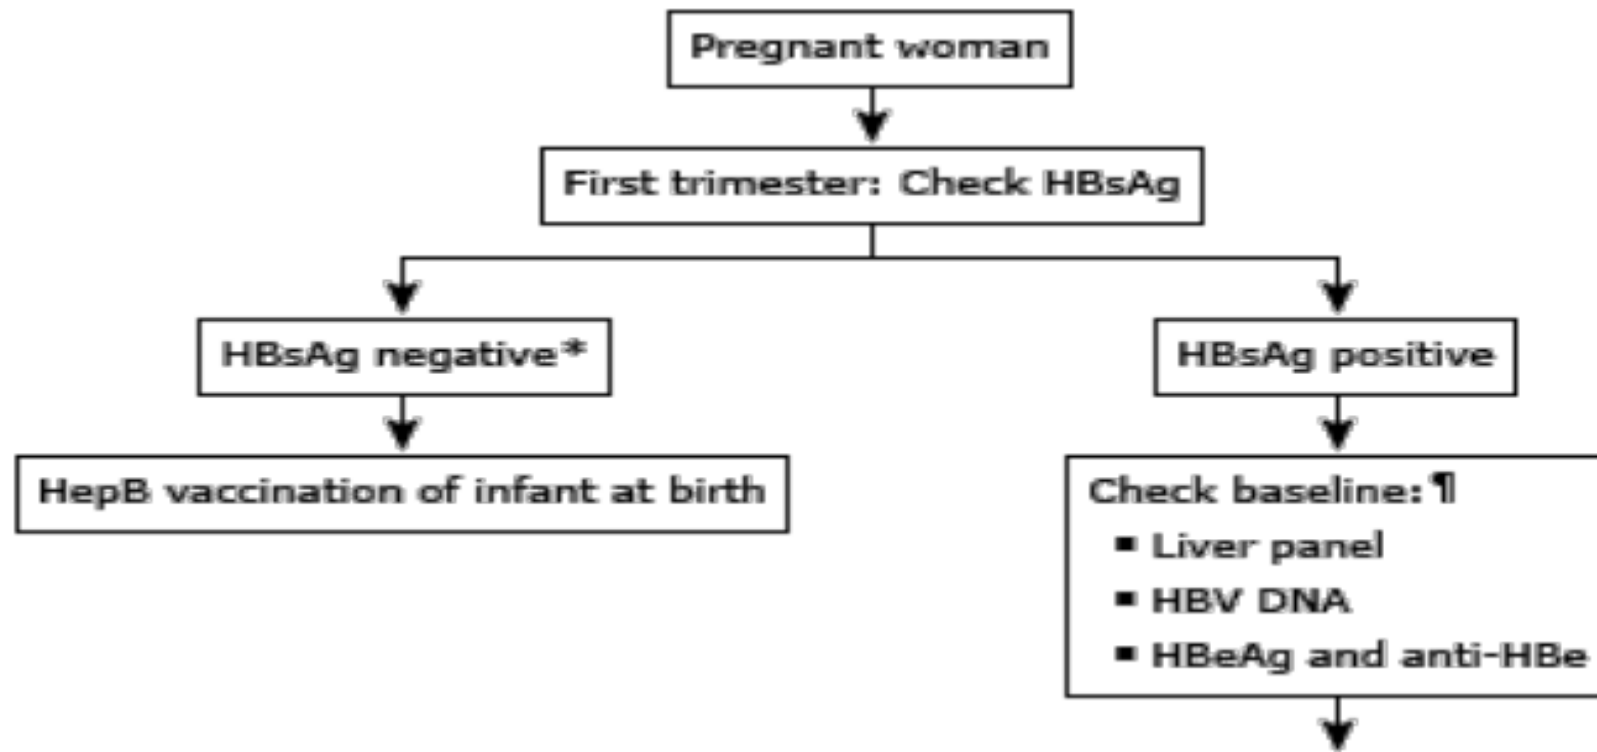 Pregnant woman
First trimester: Check HBsAg
HBsAg negative*
HBsAg positive
HepB vaccination of infant at birth
Check baseline:¶
▪ Liver panel
▪ HBV DNA
▪ HBeAg and anti-HBe